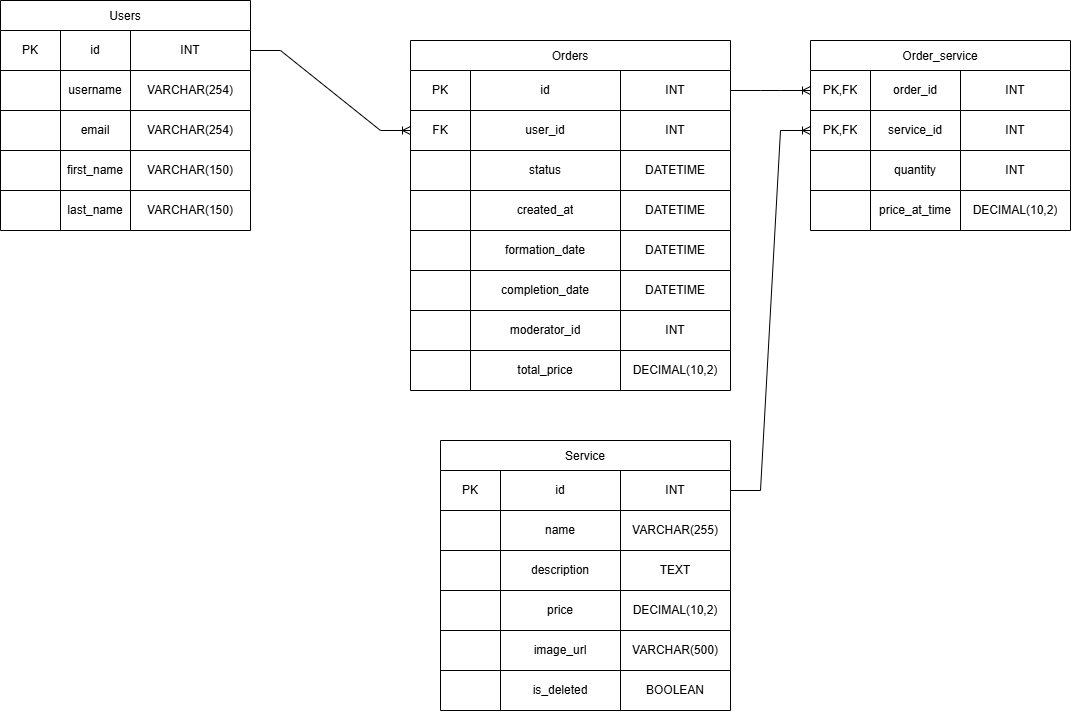 Users
PK id INT
username VARCHAR(254)
email VARCHAR(254)
first_name VARCHAR(150)
last_name VARCHAR(150)
Orders
PK id INT
FK user_id INT
status DATETIME
created_at DATETIME
formation_date DATETIME
completion_date DATETIME
moderator_id INT
total_price DECIMAL(10,2)
Order_service
PK,FK order_id INT
PK,FK service_id INT
quantity INT
price_at_time DECIMAL(10,2)
Service
PK id INT
name VARCHAR(255)
description TEXT
price DECIMAL(10,2)
image_url VARCHAR(500)
is_deleted BOOLEAN